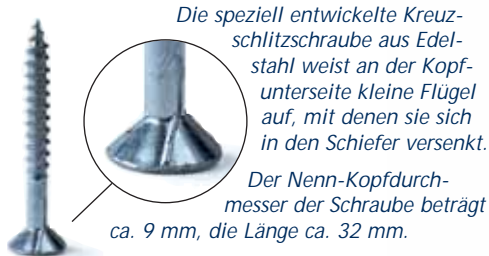 Die speziell entwickelte Kreuz-
schlitzschraube aus Edel-
stahl weist an der Kopf-
unterseite kleine Flügel
auf, mit denen sie sich
in den Schiefer versenkt.
Der Nenn-Kopfdurch-
messer der Schraube beträgt
ca. 9 mm, die Länge ca. 32 mm.